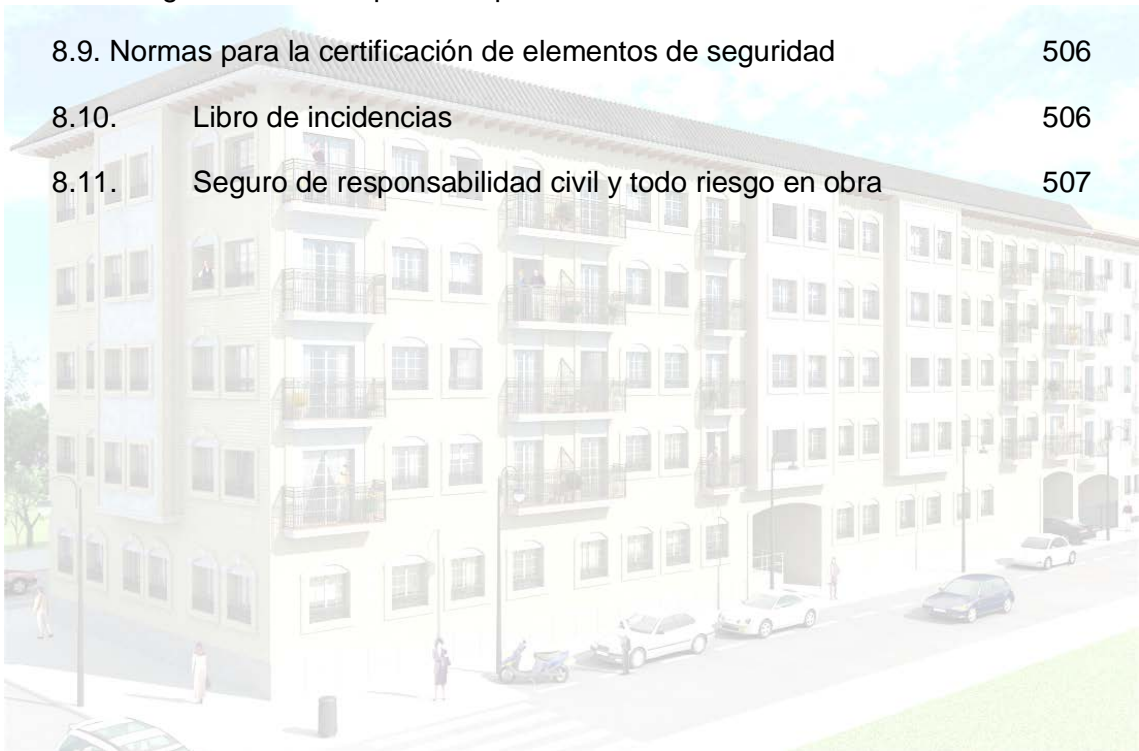 8.9. Normas para la certificación de elementos de seguridad 506
8.10. Libro de incidencias 506
8.11. Seguro de responsabilidad civil y todo riesgo en obra 507